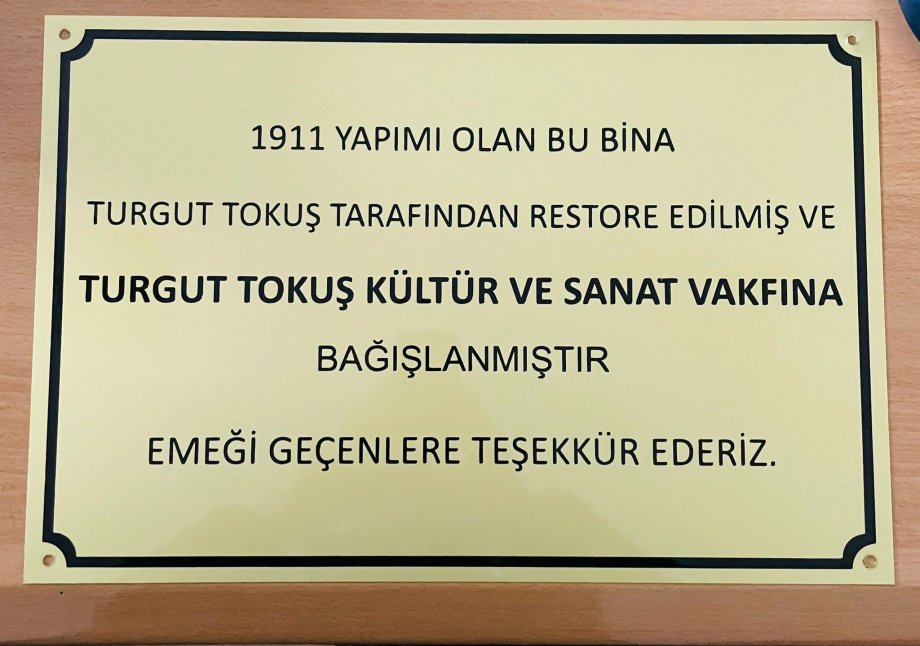 1911 YAPIMI OLAN BU BİNA
TURGUT TOKUŞ TARAFINDAN RESTORE EDİLMİŞ VE
TURGUT TOKUŞ KÜLTÜR VE SANAT VAKFINA
BAĞIŞLANMIŞTIR
EMEĞİ GEÇENLERE TEŞEKKÜR EDERİZ.